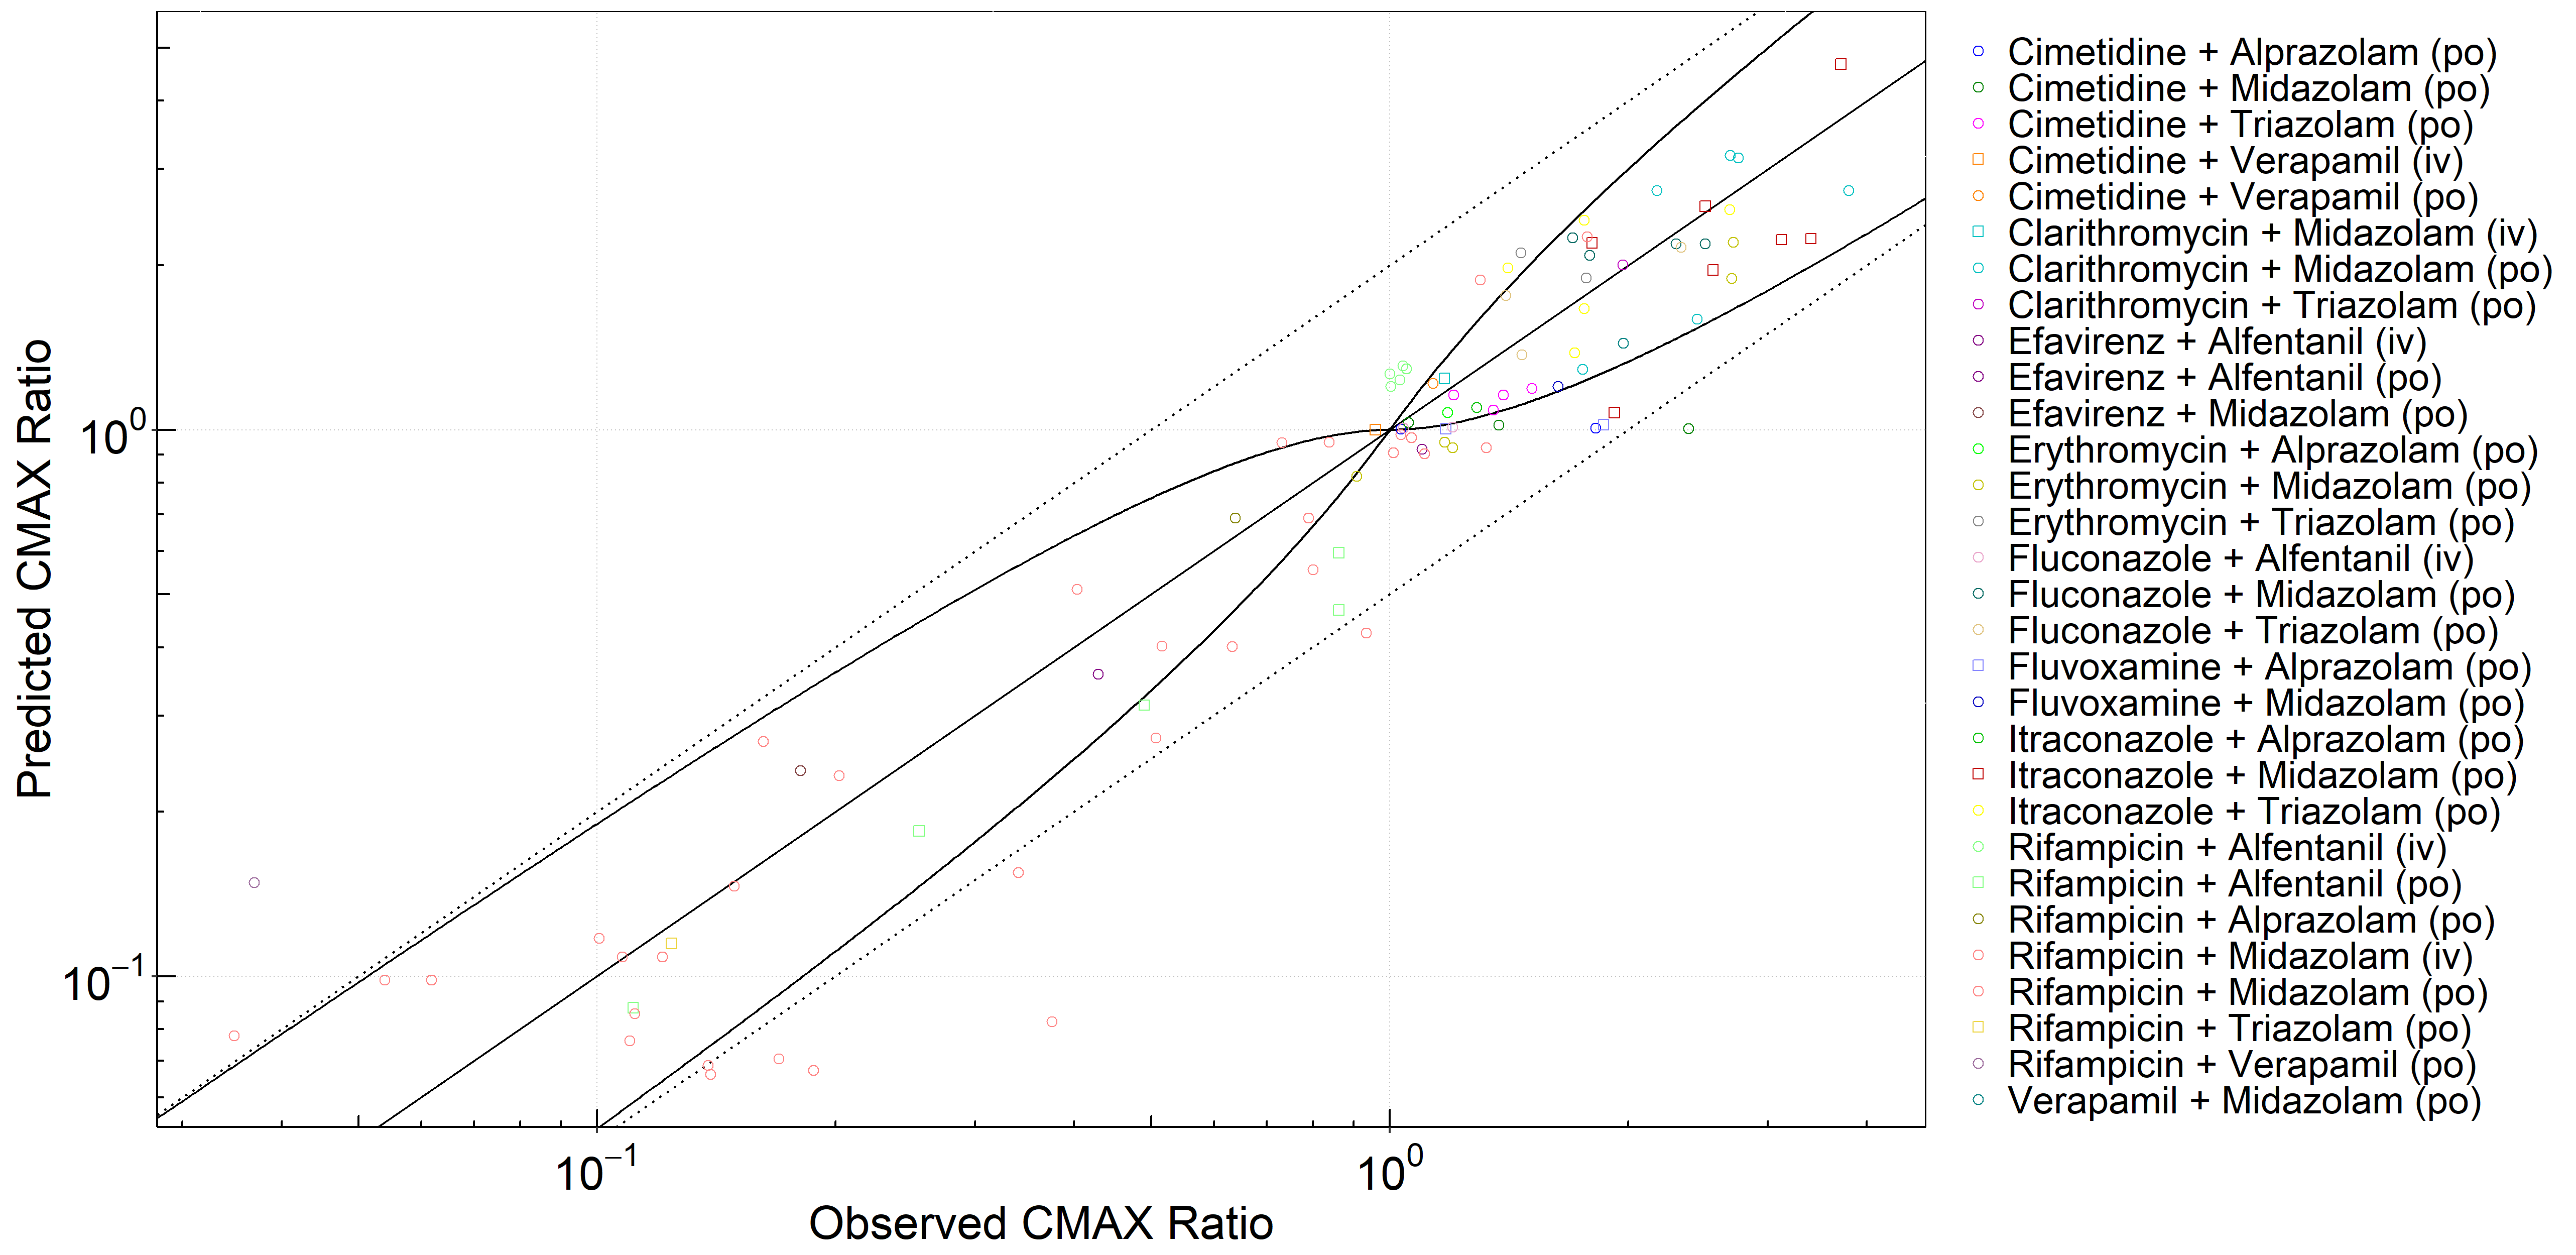 Predicted CMAX Ratio
10⁰
10⁻¹
10⁻¹
10⁰
Observed CMAX Ratio
Cimetidine + Alprazolam (po)
Cimetidine + Midazolam (po)
Cimetidine + Triazolam (po)
Cimetidine + Verapamil (iv)
Cimetidine + Verapamil (po)
Clarithromycin + Midazolam (iv)
Clarithromycin + Midazolam (po)
Clarithromycin + Triazolam (po)
Efavirenz + Alfentanil (iv)
Efavirenz + Alfentanil (po)
Efavirenz + Midazolam (po)
Erythromycin + Alprazolam (po)
Erythromycin + Midazolam (po)
Erythromycin + Triazolam (po)
Fluconazole + Alfentanil (iv)
Fluconazole + Midazolam (po)
Fluconazole + Triazolam (po)
Fluvoxamine + Alprazolam (po)
Fluvoxamine + Midazolam (po)
Itraconazole + Alprazolam (po)
Itraconazole + Midazolam (po)
Itraconazole + Triazolam (po)
Rifampicin + Alfentanil (iv)
Rifampicin + Alfentanil (po)
Rifampicin + Alprazolam (po)
Rifampicin + Midazolam (iv)
Rifampicin + Midazolam (po)
Rifampicin + Triazolam (po)
Rifampicin + Verapamil (po)
Verapamil + Midazolam (po)